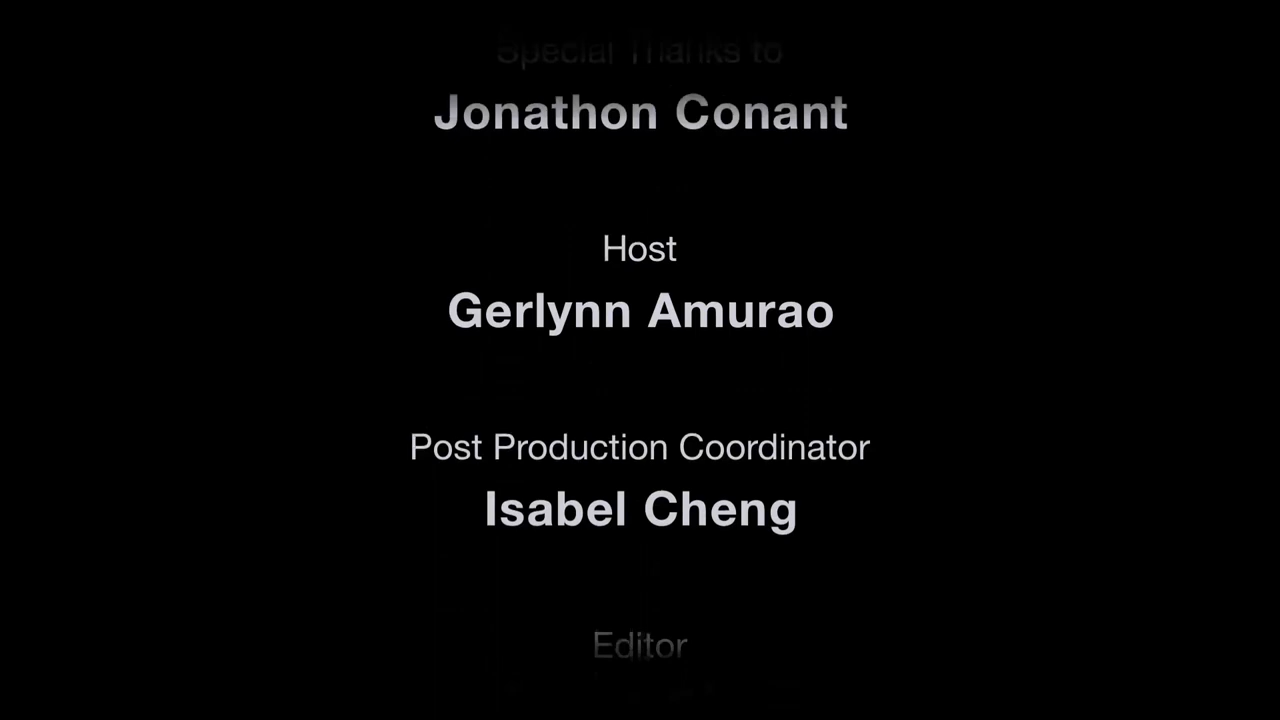 Special Thanks to
Jonathon Conant
Host
Gerlynn Amurao
Post Production Coordinator
Isabel Cheng
Editor